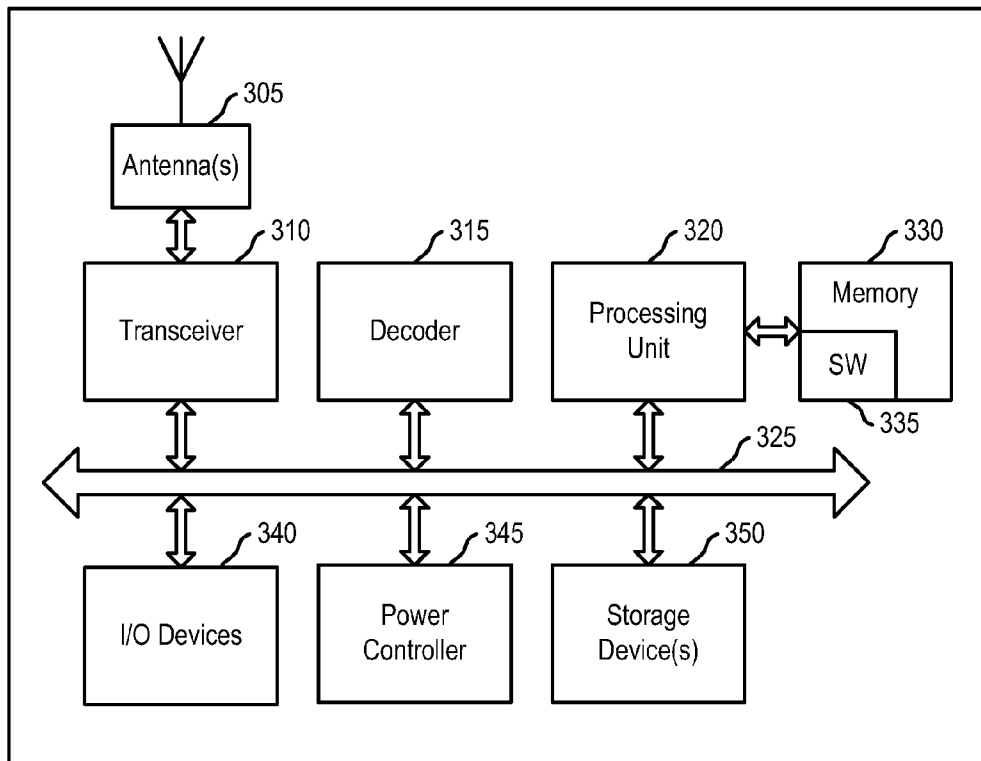 305
Antenna(s)
310
315
320
330
Transceiver
Decoder
Processing
Unit
Memory
SW
335
325
340
345
350
I/O Devices
Power
Controller
Storage
Device(s)